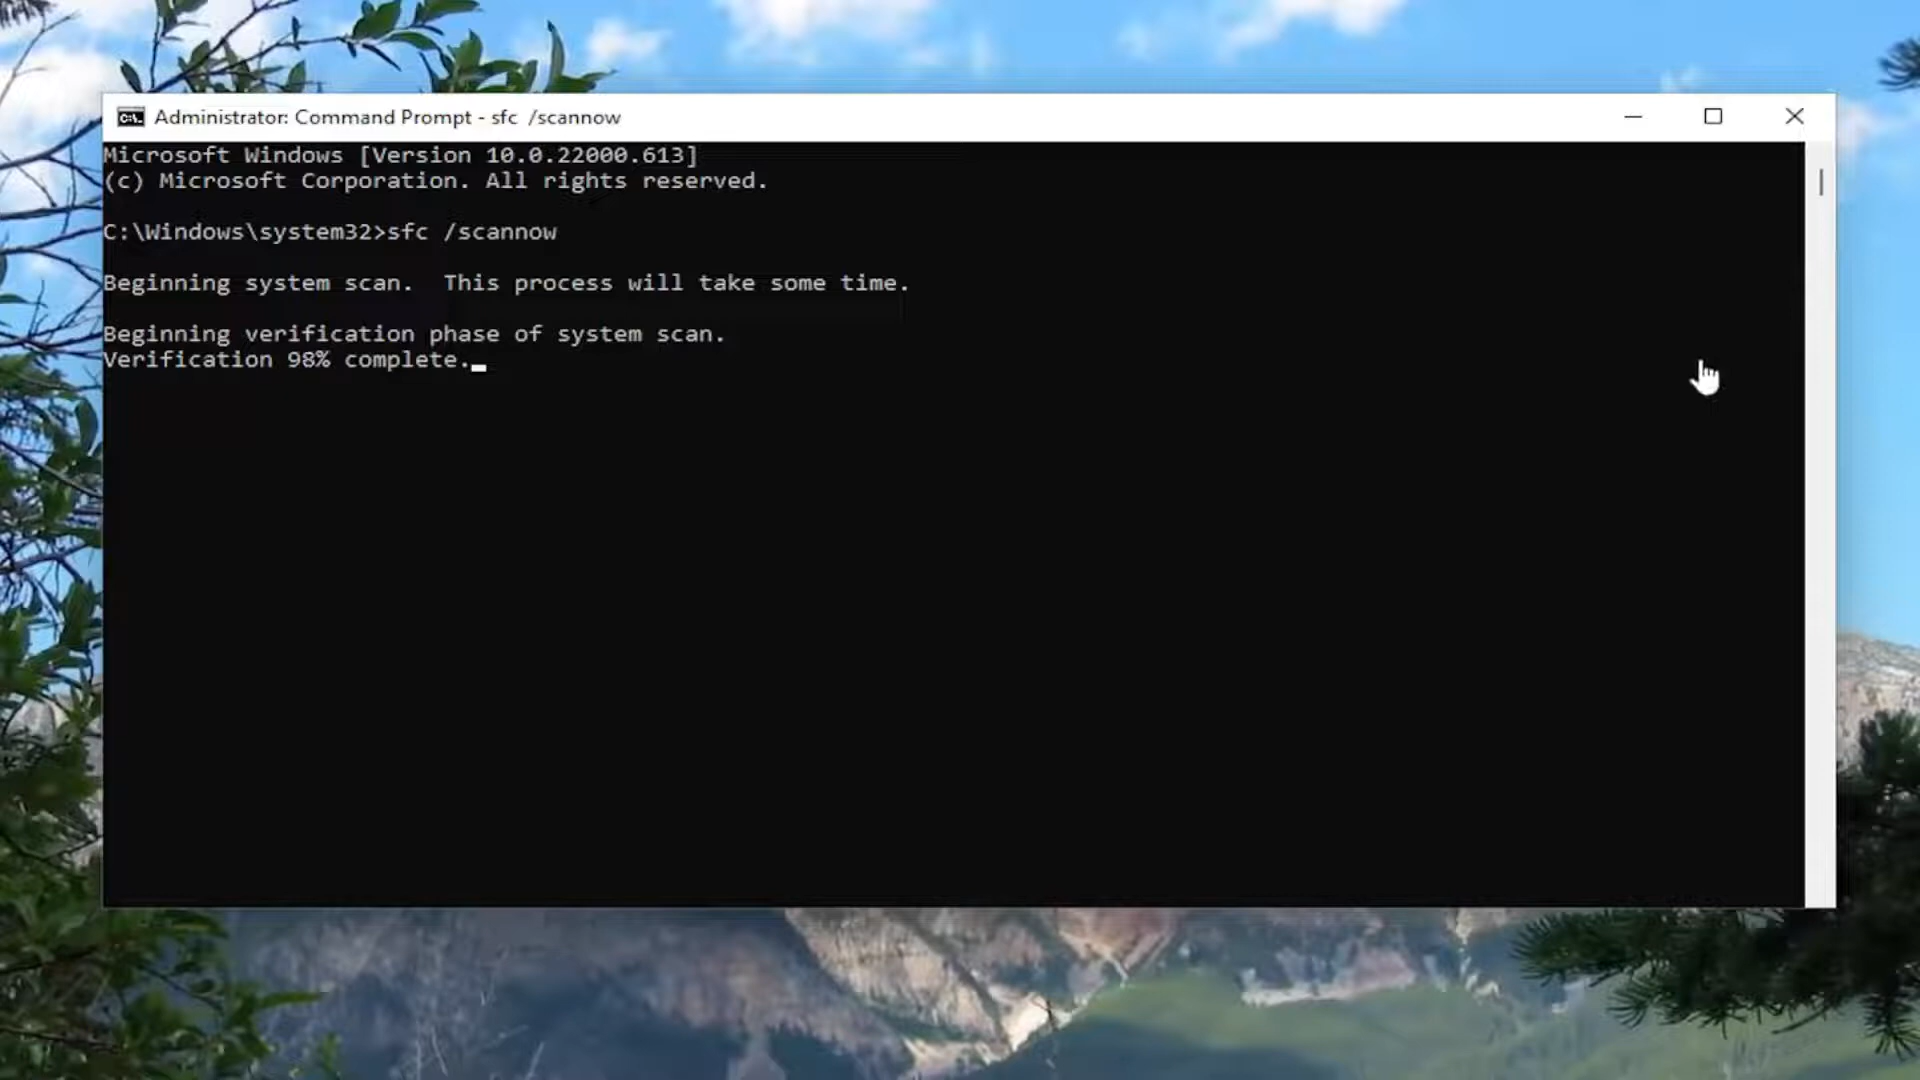 Administrator: Command Prompt - sfc  /scannow
Microsoft Windows [Version 10.0.22000.613]
(c) Microsoft Corporation. All rights reserved.
C:\Windows\system32>sfc /scannow
Beginning system scan.  This process will take some time.
Beginning verification phase of system scan.
Verification 98% complete.